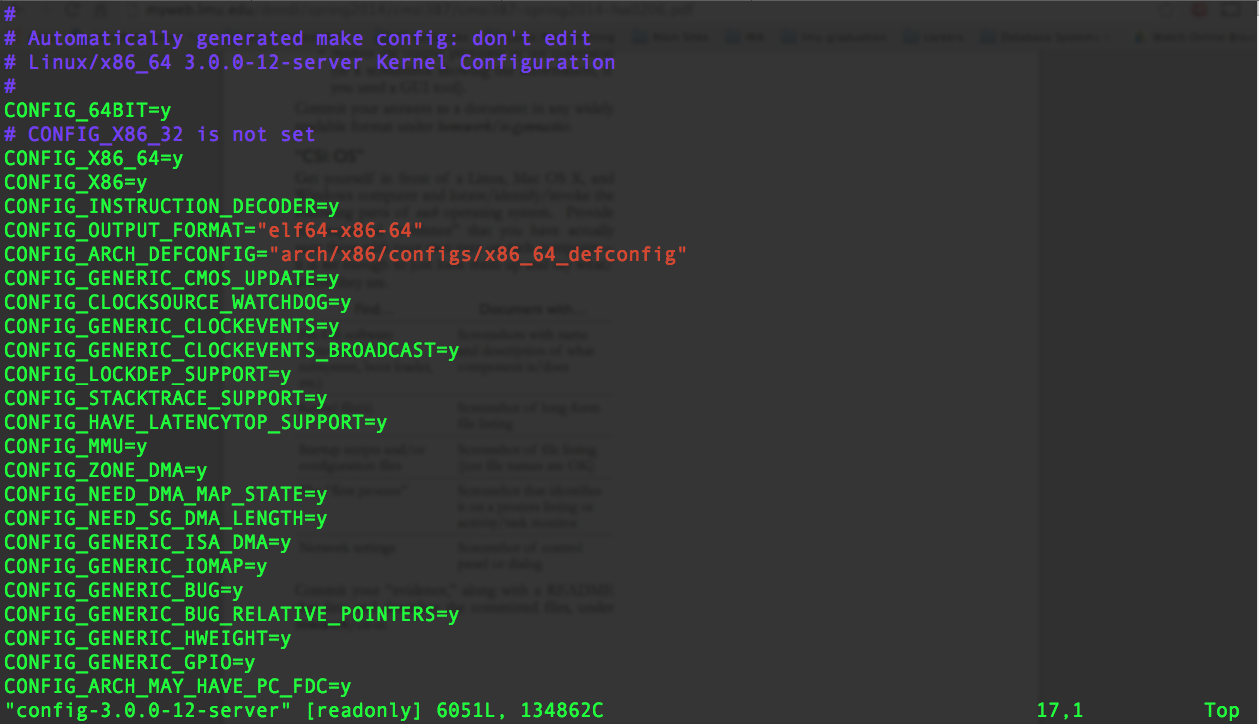 #
# Automatically generated make config: don't edit
# Linux/x86_64 3.0.0-12-server Kernel Configuration
#
CONFIG_64BIT=y
# CONFIG_X86_32 is not set
CONFIG_X86_64=y
CONFIG_X86=y
CONFIG_INSTRUCTION_DECODER=y
CONFIG_OUTPUT_FORMAT="elf64-x86-64"
CONFIG_ARCH_DEFCONFIG="arch/x86/configs/x86_64_defconfig"
CONFIG_GENERIC_CMOS_UPDATE=y
CONFIG_CLOCKSOURCE_WATCHDOG=y
CONFIG_GENERIC_CLOCKEVENTS=y
CONFIG_GENERIC_CLOCKEVENTS_BROADCAST=y
CONFIG_LOCKDEP_SUPPORT=y
CONFIG_STACKTRACE_SUPPORT=y
CONFIG_HAVE_LATENCYTOP_SUPPORT=y
CONFIG_MMU=y
CONFIG_ZONE_DMA=y
CONFIG_NEED_DMA_MAP_STATE=y
CONFIG_NEED_SG_DMA_LENGTH=y
CONFIG_GENERIC_ISA_DMA=y
CONFIG_GENERIC_IOMAP=y
CONFIG_GENERIC_BUG=y
CONFIG_GENERIC_BUG_RELATIVE_POINTERS=y
CONFIG_GENERIC_HWEIGHT=y
CONFIG_GENERIC_GPIO=y
CONFIG_ARCH_MAY_HAVE_PC_FDC=y
"config-3.0.0-12-server" [readonly] 6051L, 134862C 17,1 Top